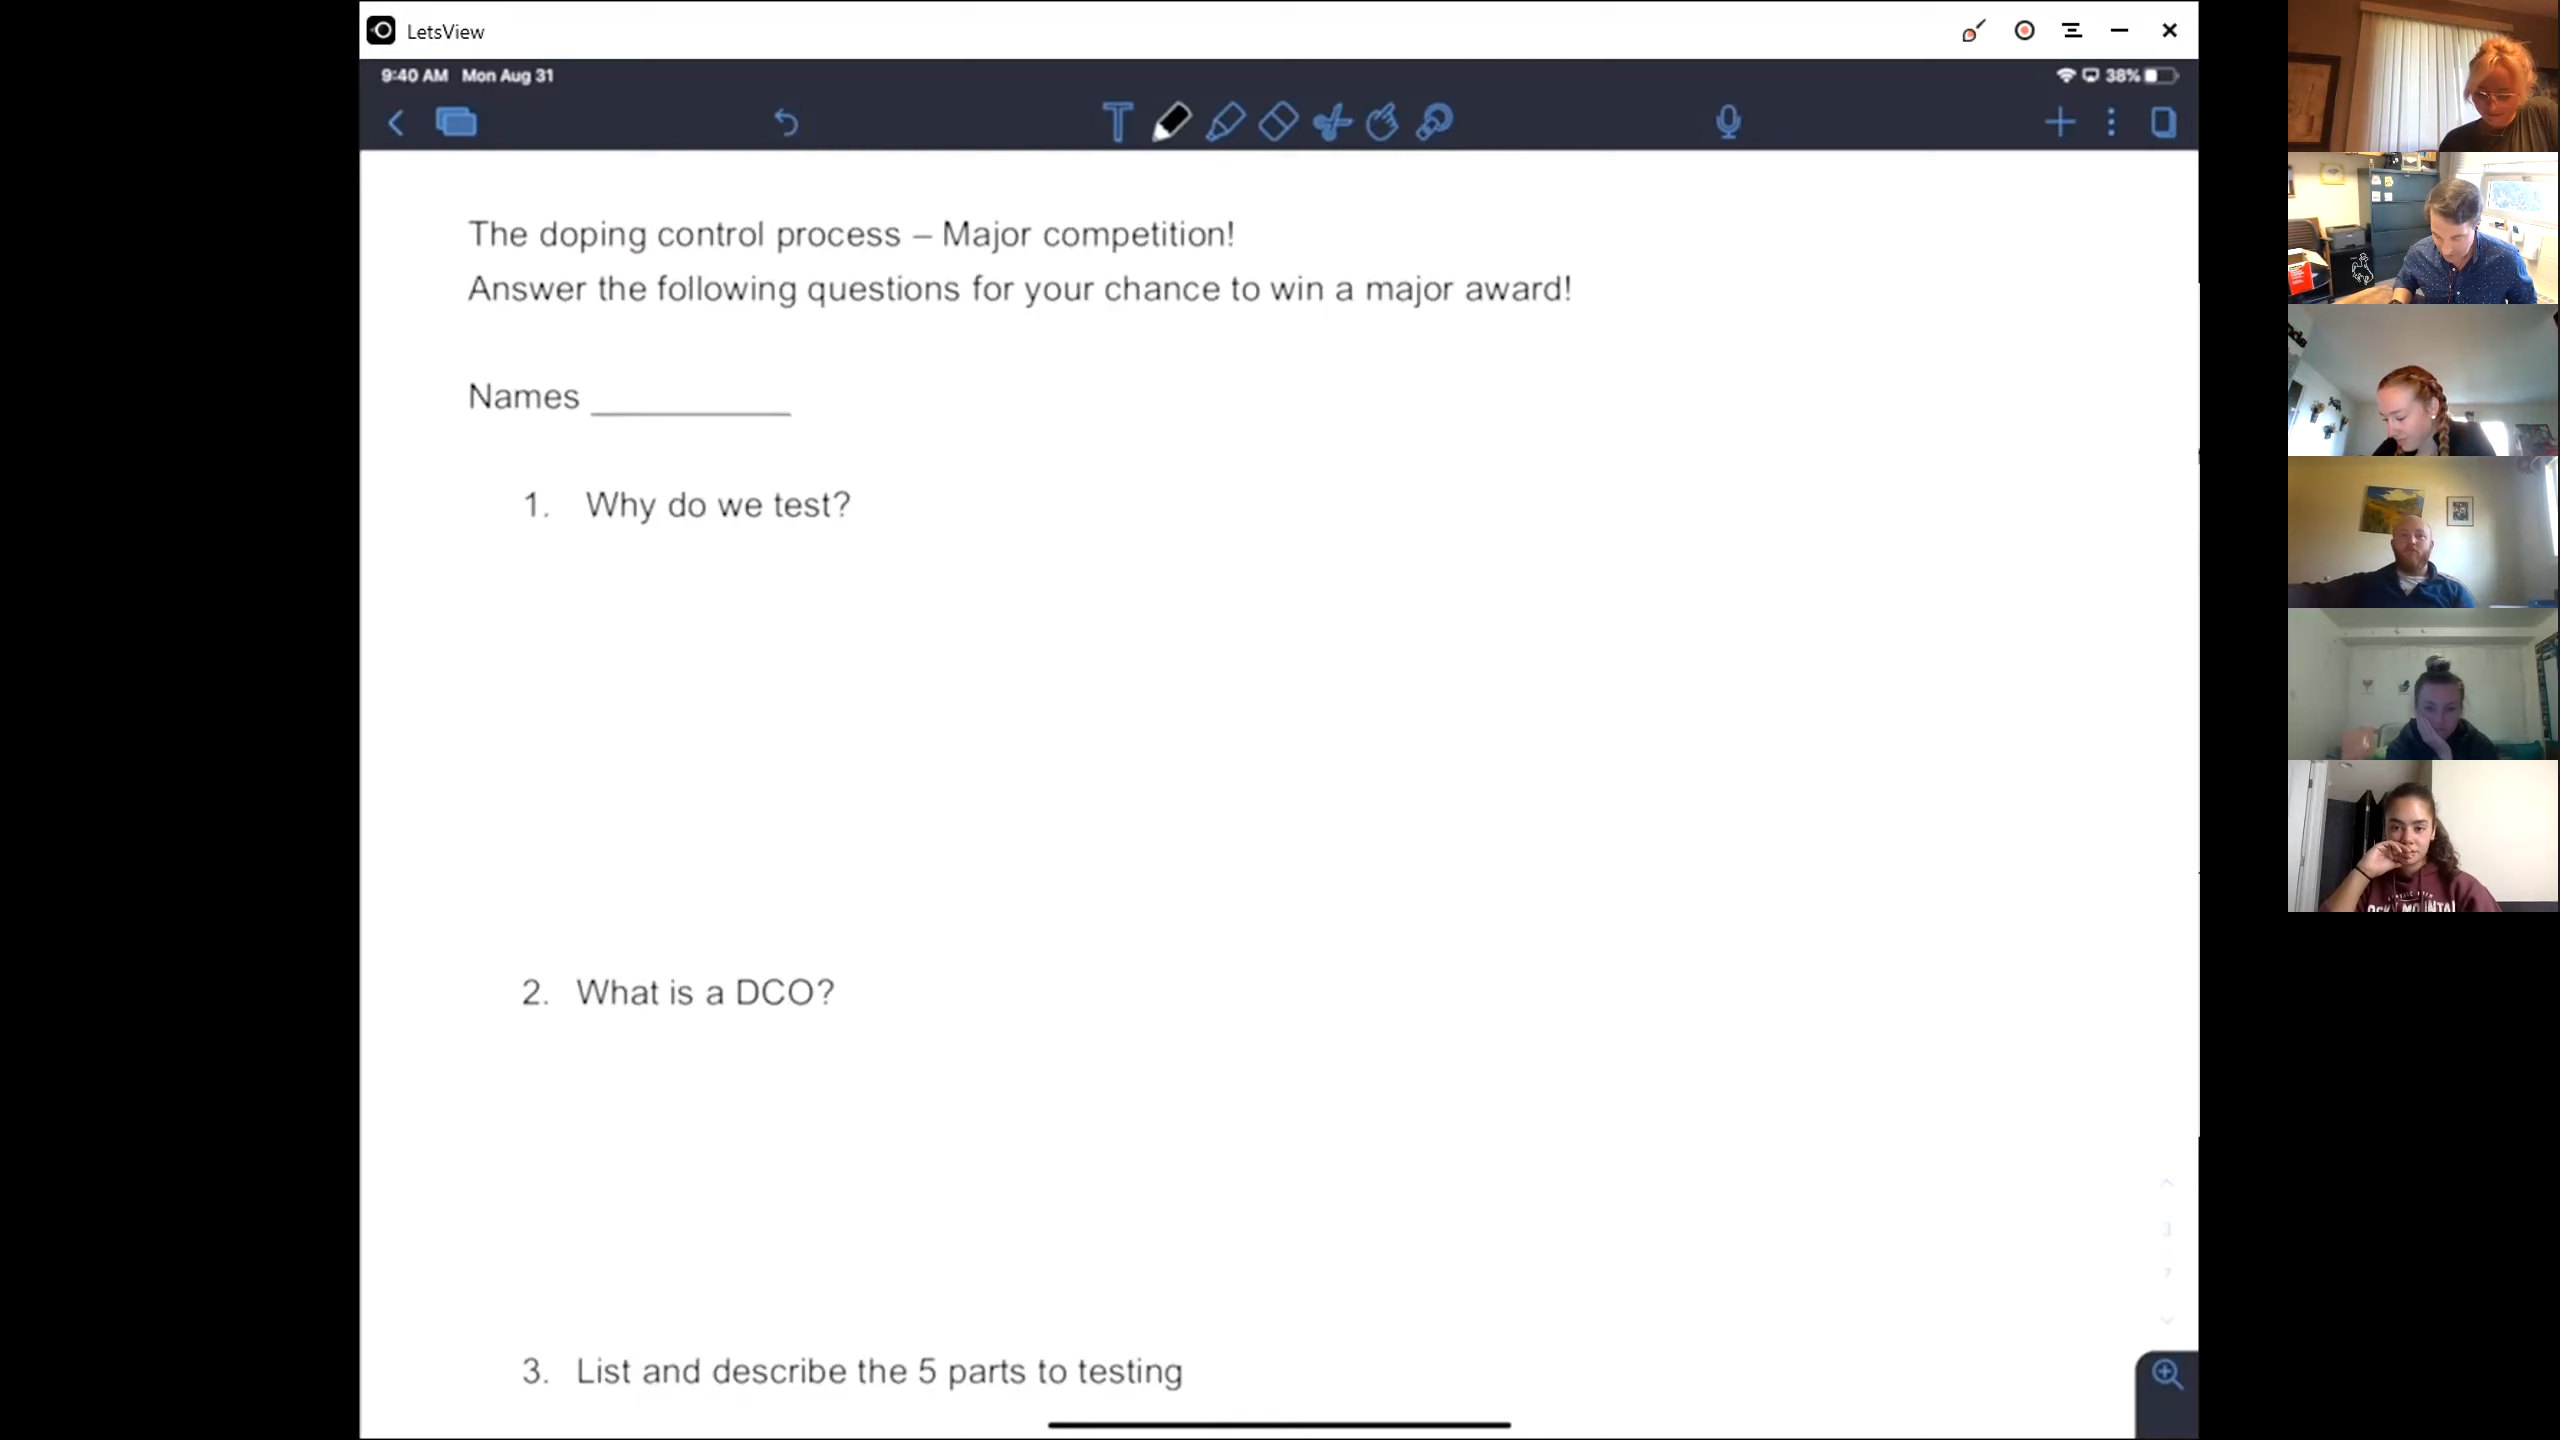 LetsView
9:40 AM Mon Aug 31
38%
The doping control process – Major competition!
Answer the following questions for your chance to win a major award!
Names __________
1. Why do we test?
2. What is a DCO?
3. List and describe the 5 parts to testing